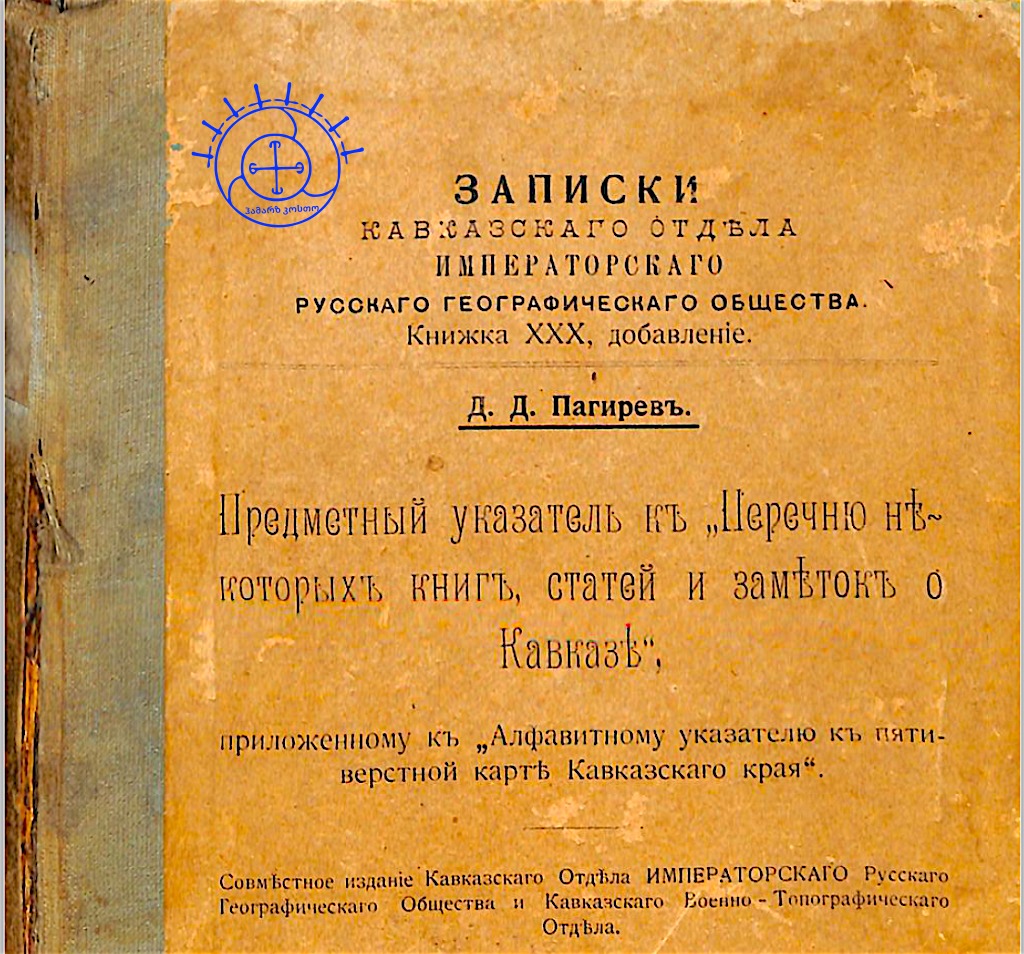 ჰამარზ კოსთო
ЗАПИСКИ
КАВКАЗСКАГО ОТДѢЛА
ИМПЕРАТОРСКАГО
РУССКАГО ГЕОГРАФИЧЕСКАГО ОБЩЕСТВА.
Книжка XXX, добавленіе.
Д. Д. Пагиревъ.
Предметный указатель къ „Перечню нѣ-
которыхъ книгъ, статей и замѣтокъ о
Кавказѣ“,
приложенному къ „Алфавитному указателю къ пяти-
верстной картѣ Кавказскаго края“.
Совмѣстное изданіе Кавказскаго Отдѣла ИМПЕРАТОРСКАГО Русскаго
Географическаго Общества и Кавказскаго Военно-Топографическаго
Отдѣла.